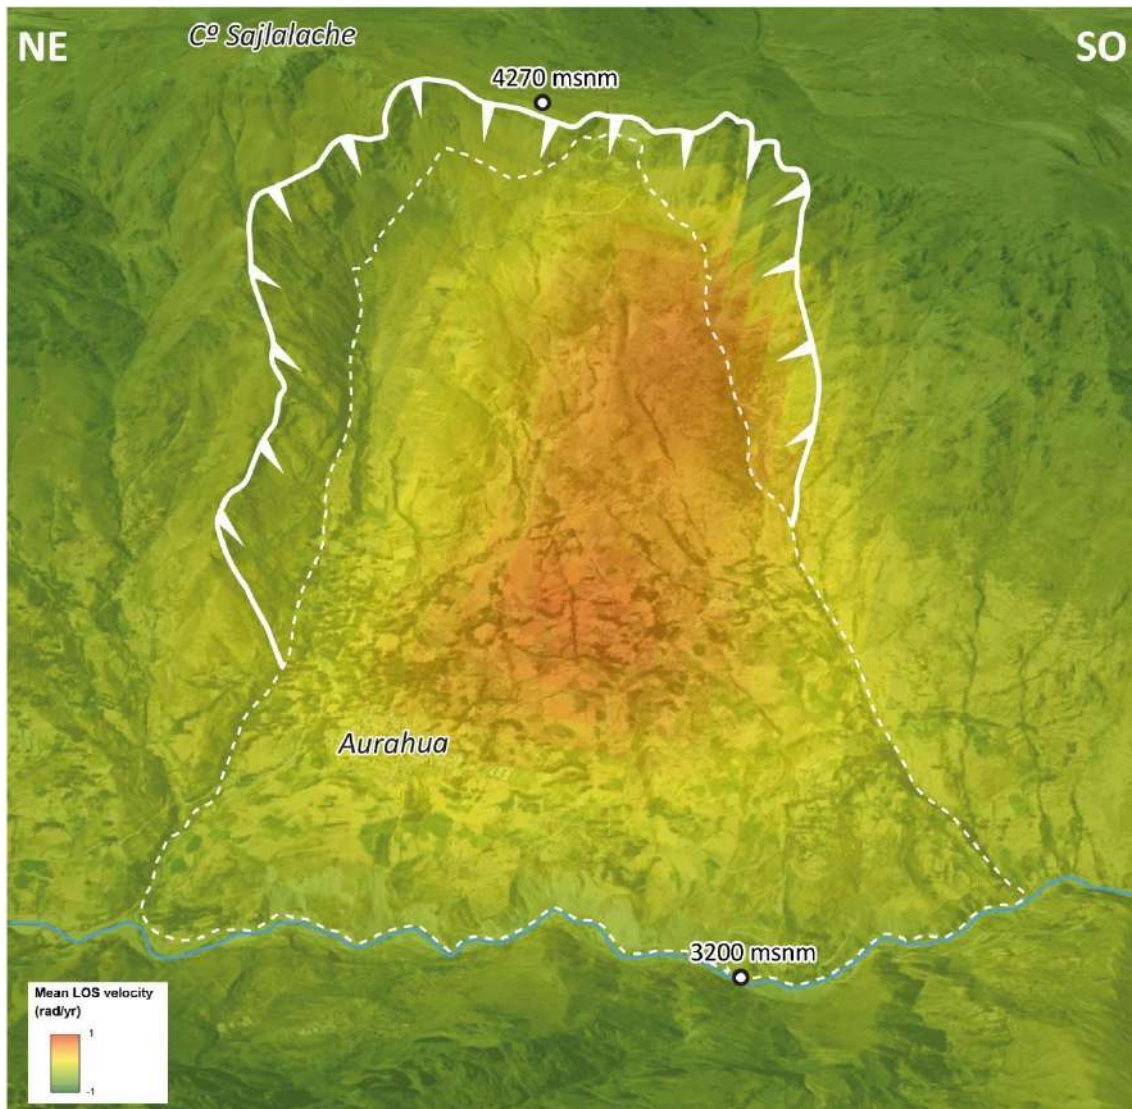 Cº Sajlalache
NE
SO
4270 msnm
Aurahua
3200 msnm
Mean LOS velocity
(rad/yr)
1
-1